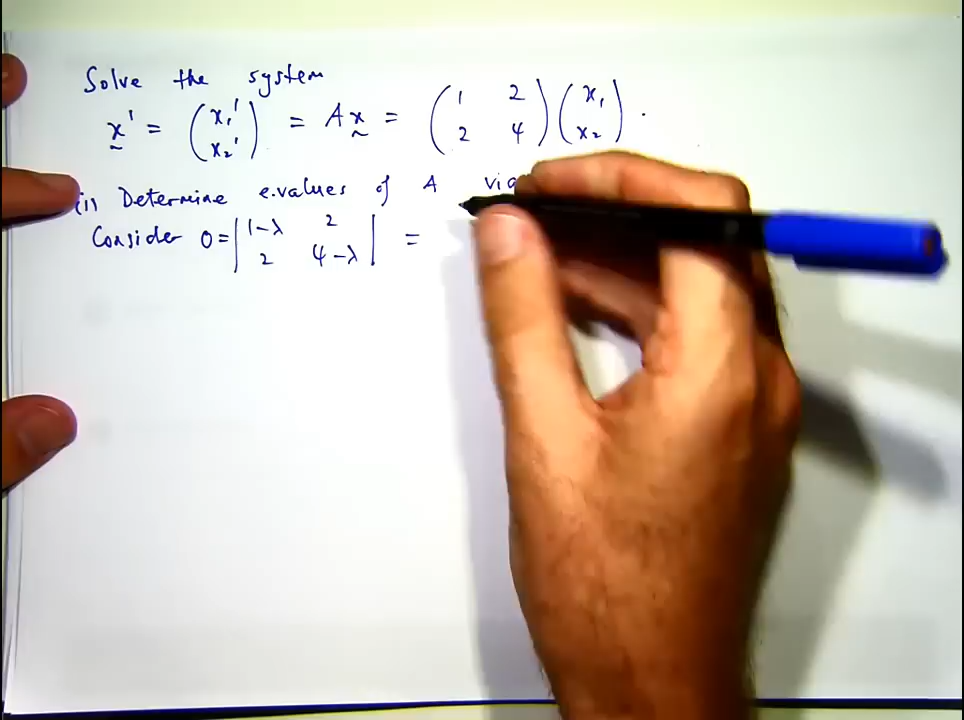 Solve the system
x' = (x₁' x₂') = Ax = (1 2 2 4)(x₁ x₂) .
(i) Determine e.values of A
Consider 0 = |1-λ 2 2 4-λ| =